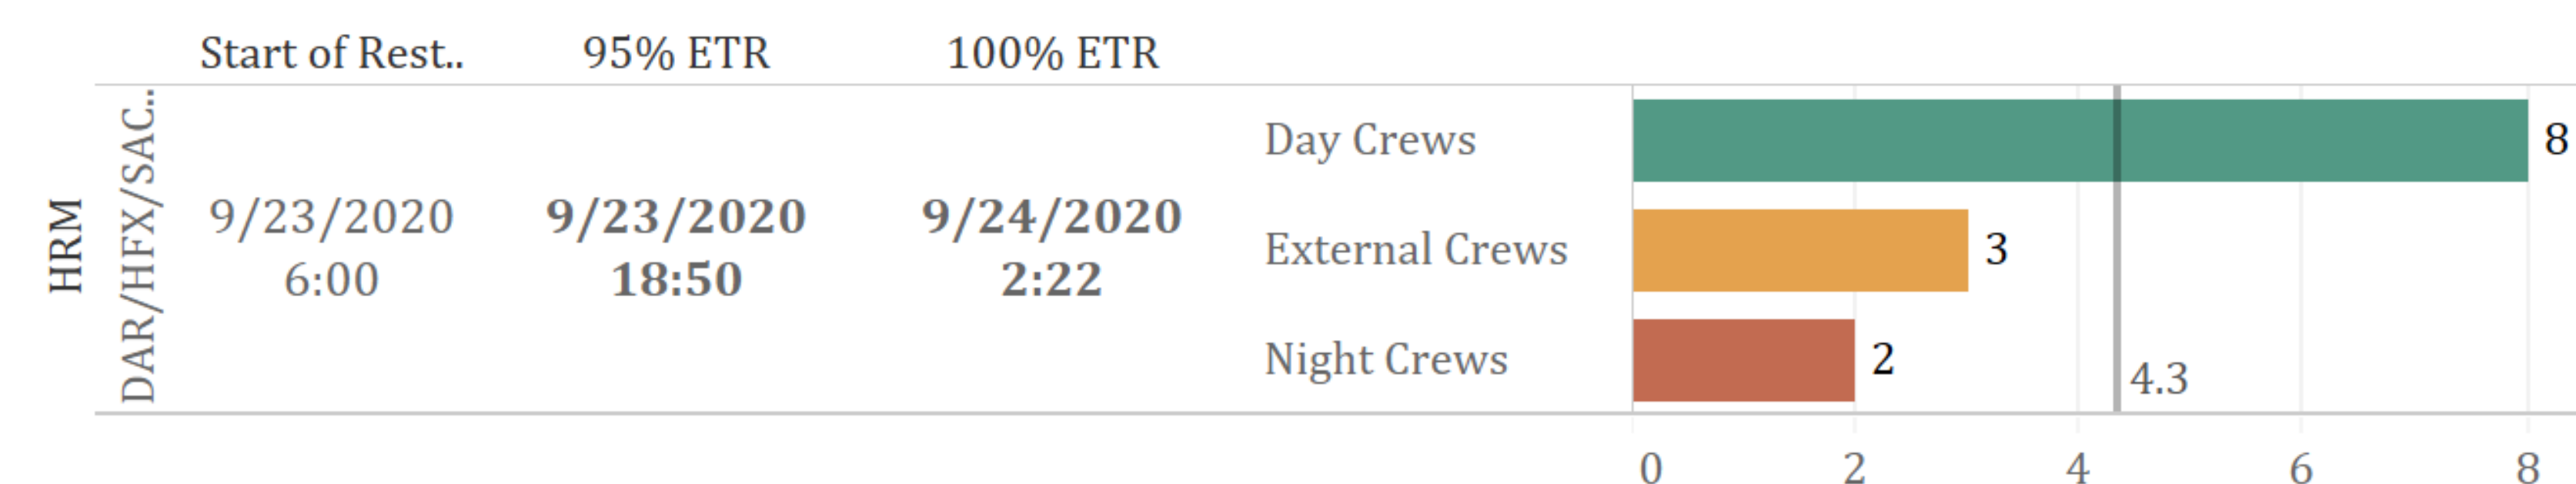 Start of Rest.. 95% ETR 100% ETR
HRM
DAR/HFX/SAC..
9/23/2020 6:00
9/23/2020 18:50
9/24/2020 2:22
Day Crews 8
External Crews 3
Night Crews 2
4.3
0 2 4 6 8